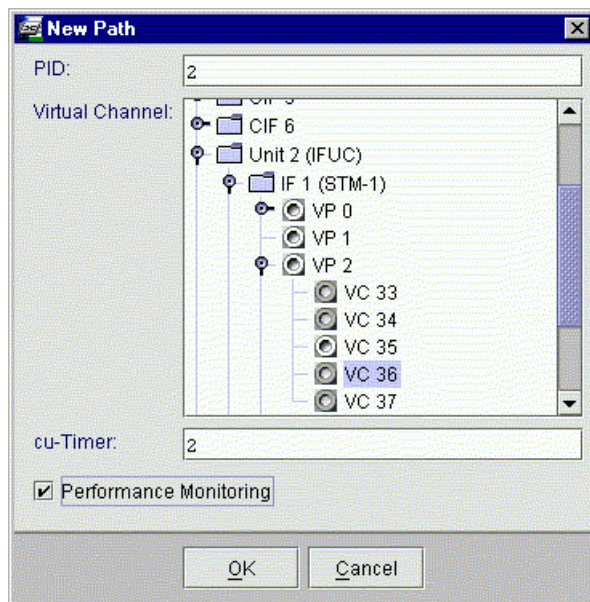 New Path
PID:
2
Virtual Channel:
CIF 6
Unit 2 (IFUC)
IF 1 (STM-1)
VP 0
VP 1
VP 2
VC 33
VC 34
VC 35
VC 36
VC 37
cu-Timer:
2
Performance Monitoring
OK
Cancel